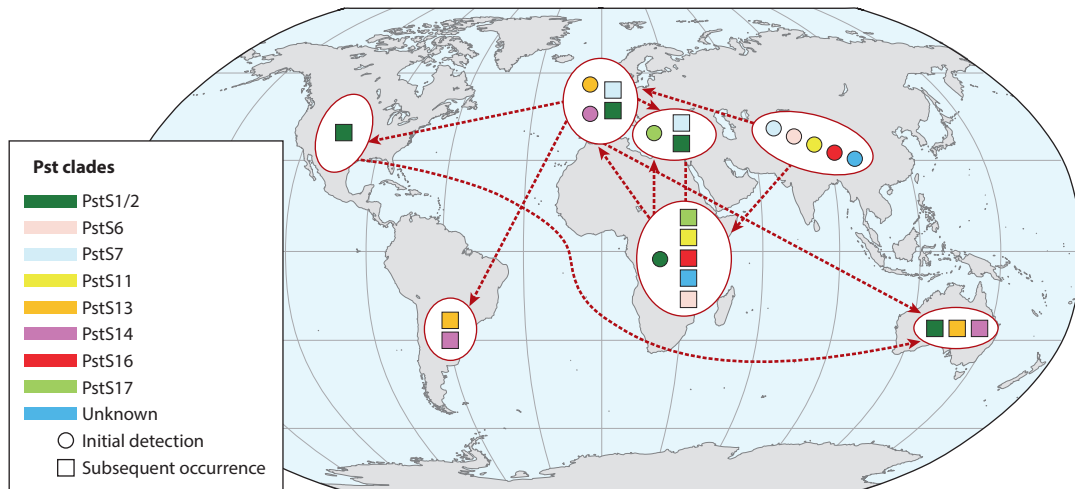 Pst clades
PstS1/2
PstS6
PstS7
PstS11
PstS13
PstS14
PstS16
PstS17
Unknown
Initial detection
Subsequent occurrence